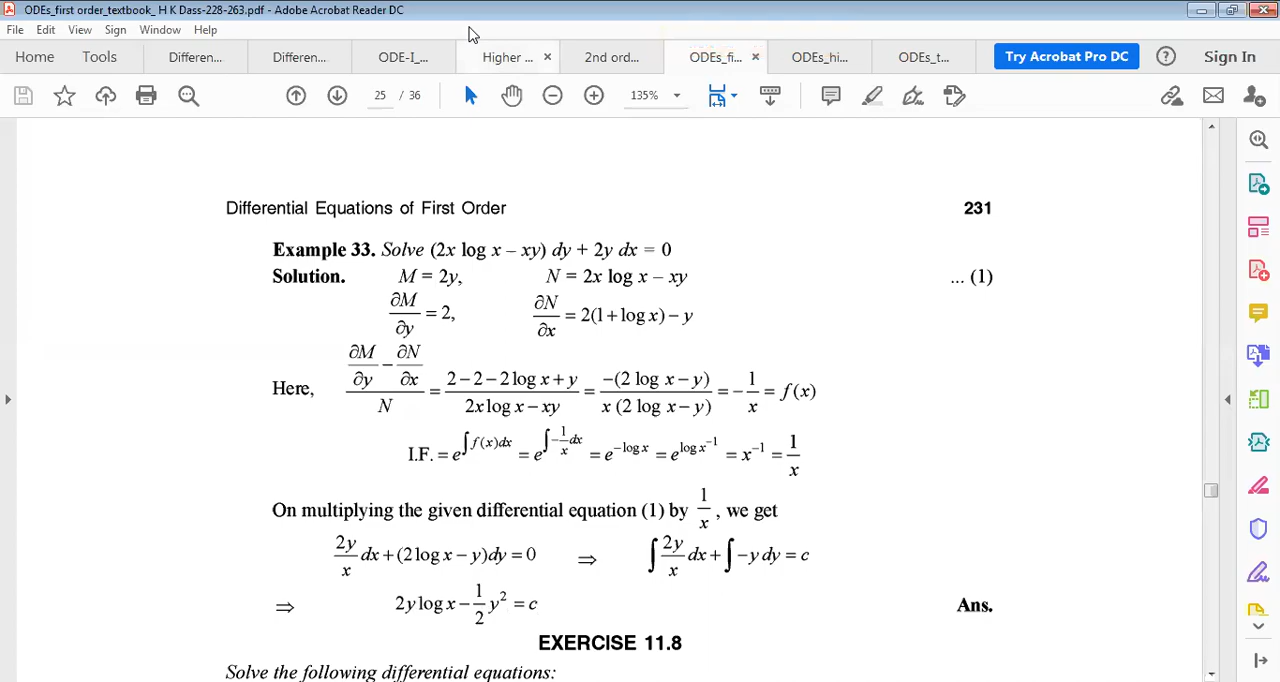 ODEs_first order_textbook_ H K Dass-228-263.pdf - Adobe Acrobat Reader DC
File Edit View Sign Window Help
Home Tools Differen... Differen... ODE-I_... Higher ... × 2nd ord... ODEs_fi... × ODEs_hi... ODEs_t... Try Acrobat Pro DC ? Sign In
25 / 36 135%
Differential Equations of First Order 231
Example 33. Solve (2x log x – xy) dy + 2y dx = 0
Solution. M = 2y, N = 2x log x – xy ... (1)
∂M/∂y = 2, ∂N/∂x = 2(1 + log x) – y
Here, (∂M/∂y − ∂N/∂x)/N = (2 − 2 − 2 log x + y)/(2x log x − xy) = −(2 log x − y)/(x (2 log x − y)) = −1/x = f(x)
I.F. = e^{∫ f(x)dx} = e^{∫ −1/x dx} = e^{−log x} = e^{log x^{−1}} = x^{−1} = 1/x
On multiplying the given differential equation (1) by 1/x, we get
2y/x dx + (2 log x − y)dy = 0 ⇒ ∫ 2y/x dx + ∫ −y dy = c
⇒ 2y log x − 1/2 y² = c Ans.
EXERCISE 11.8
Solve the following differential equations: